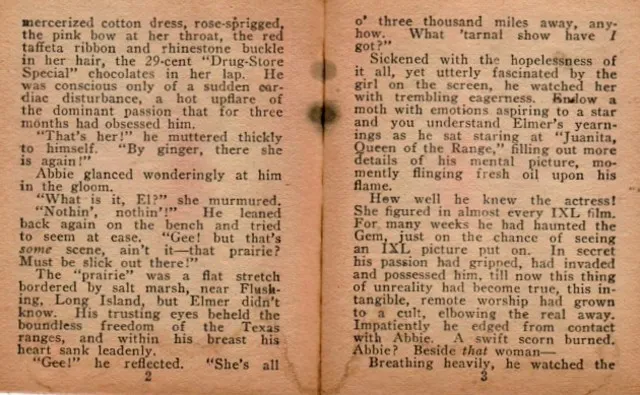 mercerized cotton dress, rose-sprigged,
the pink bow at her throat, the red
taffeta ribbon and rhinestone buckle
in her hair, the 29-cent "Drug-Store
Special" chocolates in her lap. He
was conscious only of a sudden car-
diac disturbance, a hot upflare of
the dominant passion that for three
months had obsessed him.
"That's her!" he muttered thickly
to himself. "By ginger, there she
is again!"
Abbie glanced wonderingly at him
in the gloom.
"What is it, El?" she murmured.
"Nothin', nothin'!" He leaned
back again on the bench and tried
to seem at ease. "Gee! but that's
some scene, ain't it—that prairie?
Must be slick out there!"
The "prairie" was a flat stretch
bordered by salt marsh, near Flush-
ing, Long Island, but Elmer didn't
know. His trusting eyes beheld the
boundless freedom of the Texas
ranges, and within his breast his
heart sank leadenly.
"Gee!" he reflected. "She's all
2
o' three thousand miles away, any-
how. What 'tarnal show have I
got?"
Sickened with the hopelessness of
it all, yet utterly fascinated by the
girl on the screen, he watched her
with trembling eagerness. Endow a
moth with emotions aspiring to a star
and you understand Elmer's yearn-
ings as he sat staring at "Juanita,
Queen of the Range," filling out more
details of his mental picture, mo-
mently flinging fresh oil upon his
flame.
How well he knew the actress!
She figured in almost every IXL film.
For many weeks he had haunted the
Gem, just on the chance of seeing
an IXL picture put on. In secret
his passion had gripped, had invaded
and possessed him, till now this thing
of unreality had become true, this in-
tangible, remote worship had grown
to a cult, elbowing the real away.
Impatiently he edged from contact
with Abbie. A swift scorn burned.
Abbie? Beside that woman—
Breathing heavily, he watched the
3